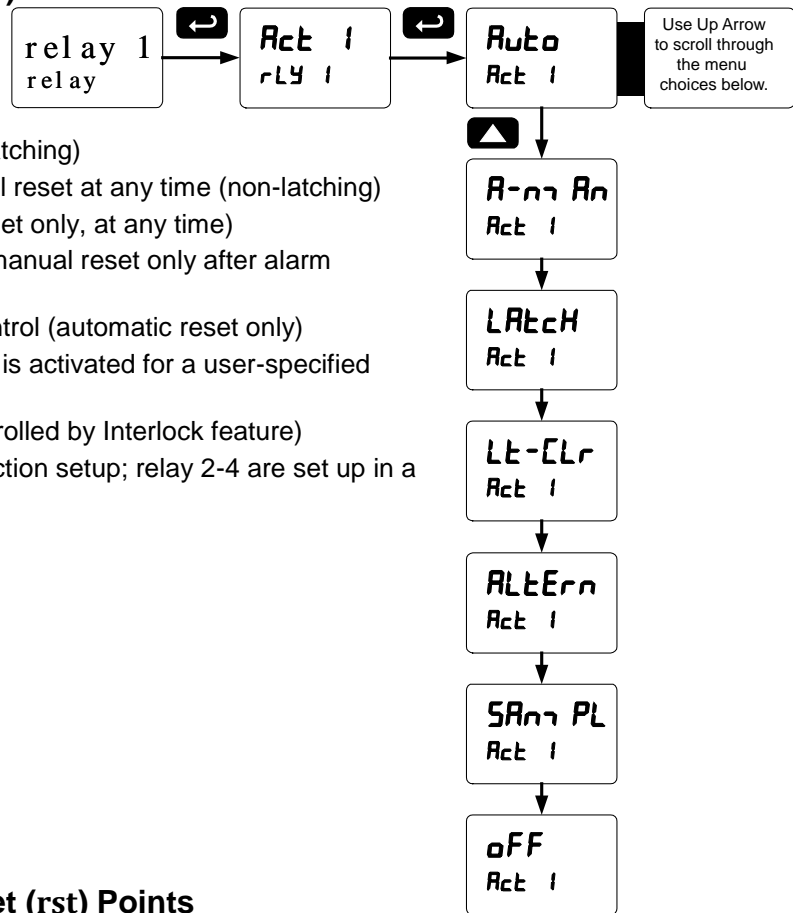 )
relay 1
relay
Act 1
rLY 1
Auto
Act 1
Use Up Arrow
to scroll through
the menu
choices below.
tching)
l reset at any time (non-latching)
et only, at any time)
manual reset only after alarm
ntrol (automatic reset only)
is activated for a user-specified
rolled by Interlock feature)
ction setup; relay 2-4 are set up in a
A-mAn
Act 1
LAtcH
Act 1
Lt-CLr
Act 1
ALtErn
Act 1
SAmPL
Act 1
oFF
Act 1
et (rst) Points